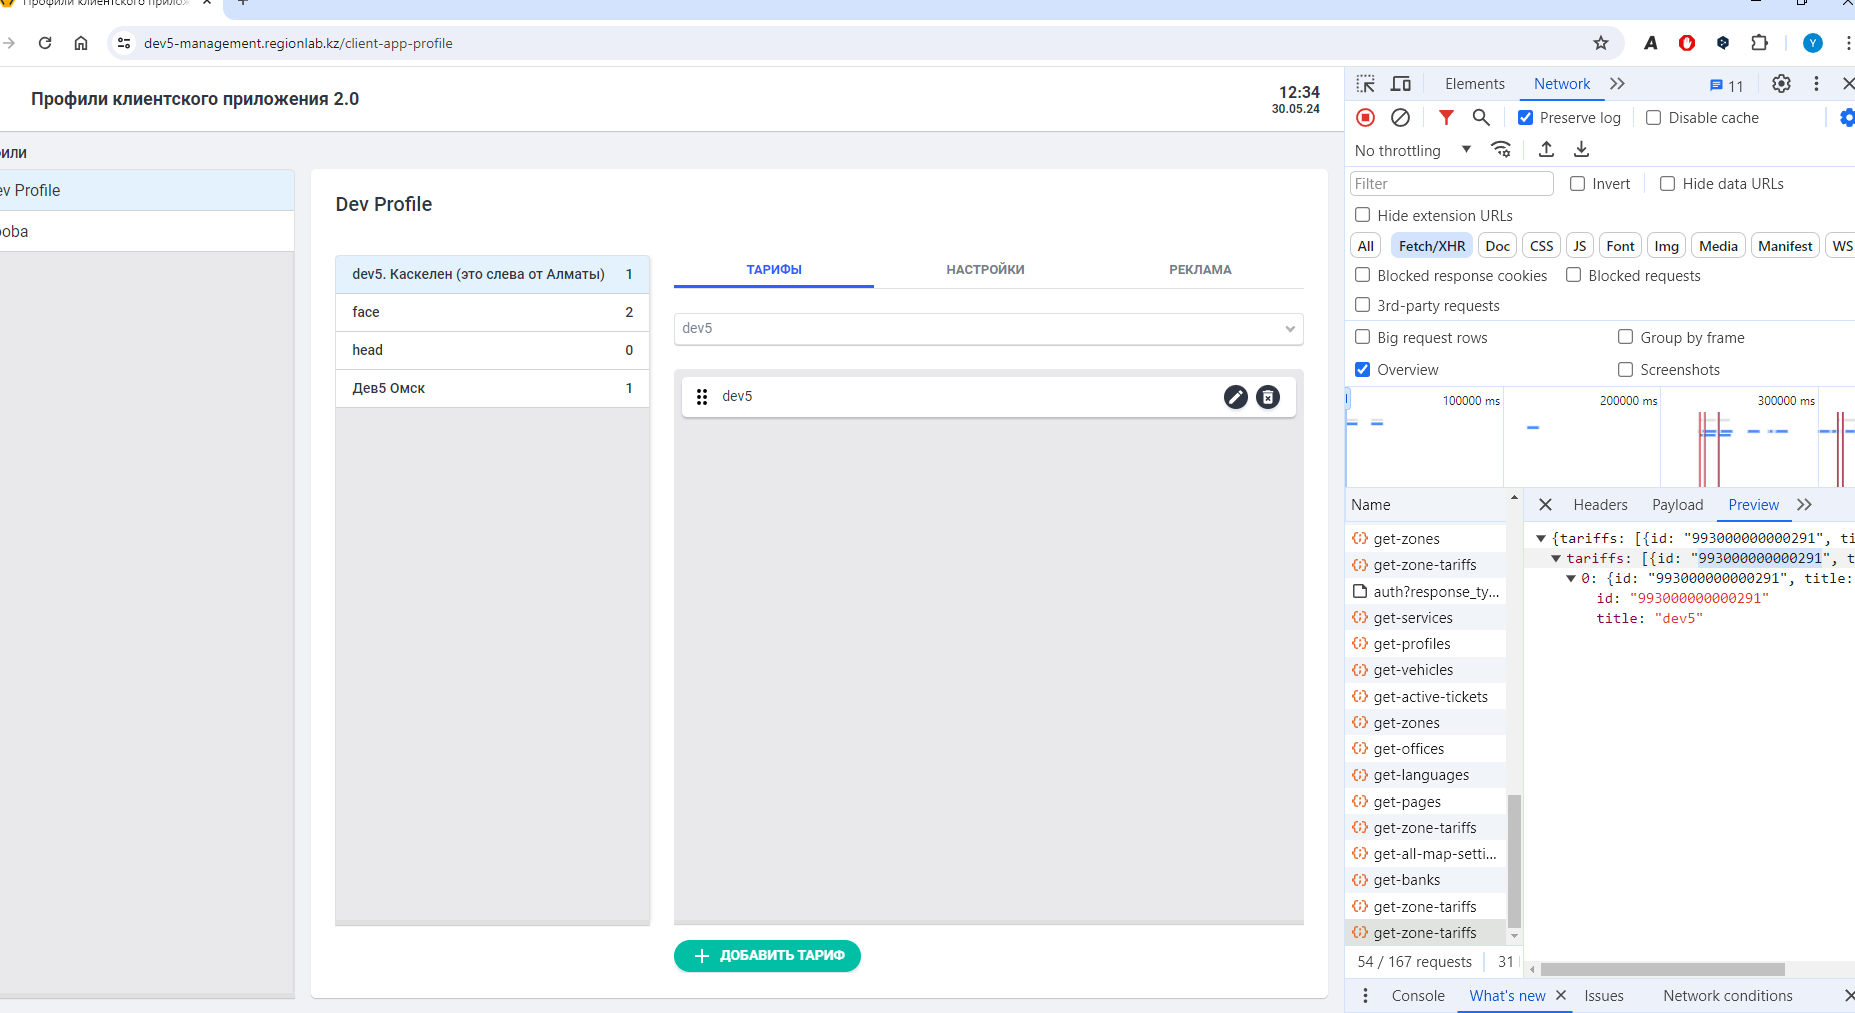 Профили клиентского прилож
dev5-management.regionlab.kz/client-app-profile
Y
Профили клиентского приложения 2.0
12:34
30.05.24
или
ev Profile
оба
Dev Profile
dev5. Каскелен (это слева от Алматы) 1
face 2
head 0
Дев5 Омск 1
ТАРИФЫ НАСТРОЙКИ РЕКЛАМА
dev5
dev5
ДОБАВИТЬ ТАРИФ
Elements Network 11
Preserve log Disable cache
No throttling
Filter Invert Hide data URLs
Hide extension URLs
All Fetch/XHR Doc CSS JS Font Img Media Manifest WS
Blocked response cookies Blocked requests
3rd-party requests
Big request rows Group by frame
Overview Screenshots
100000 ms 200000 ms 300000 ms
Name
get-zones
get-zone-tariffs
auth?response_ty...
get-services
get-profiles
get-vehicles
get-active-tickets
get-zones
get-offices
get-languages
get-pages
get-zone-tariffs
get-all-map-setti...
get-banks
get-zone-tariffs
get-zone-tariffs
54 / 167 requests 31
Headers Payload Preview
{tariffs: [{id: "993000000000291", ti
tariffs: [{id: "993000000000291", t
0: {id: "993000000000291", title:
id: "993000000000291"
title: "dev5"
Console What's new Issues Network conditions